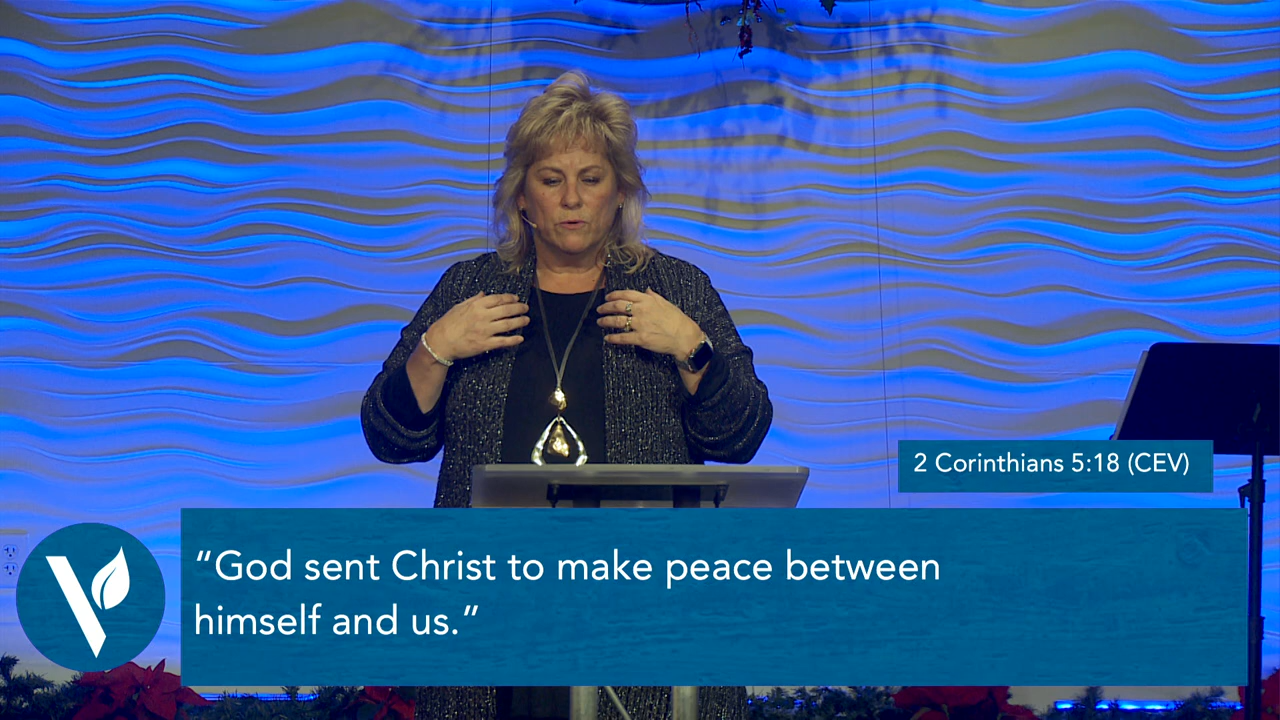 2 Corinthians 5:18 (CEV)
“God sent Christ to make peace between
himself and us.”